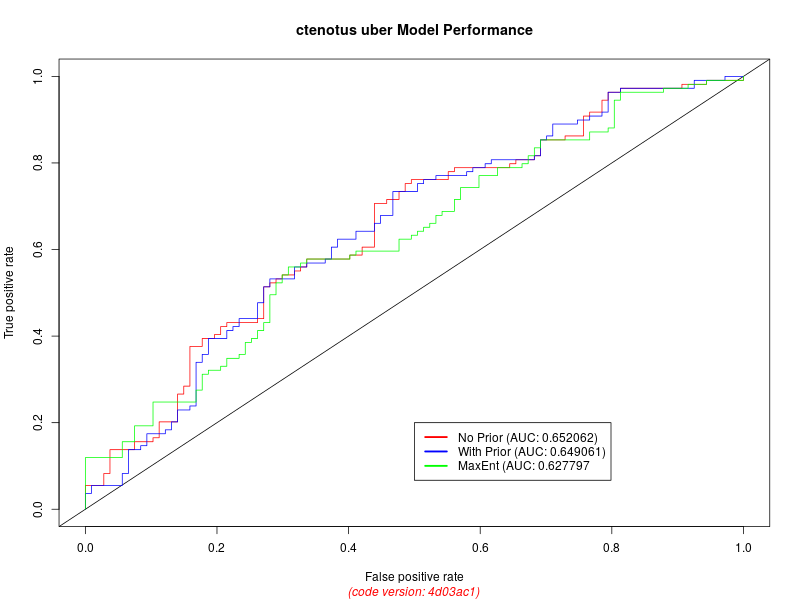 ctenotus uber Model Performance
True positive rate
1.0
0.8
0.6
0.4
0.2
0.0
No Prior (AUC: 0.652062)
With Prior (AUC: 0.649061)
MaxEnt (AUC: 0.627797
0.0 0.2 0.4 0.6 0.8 1.0
False positive rate
(code version: 4d03ac1)